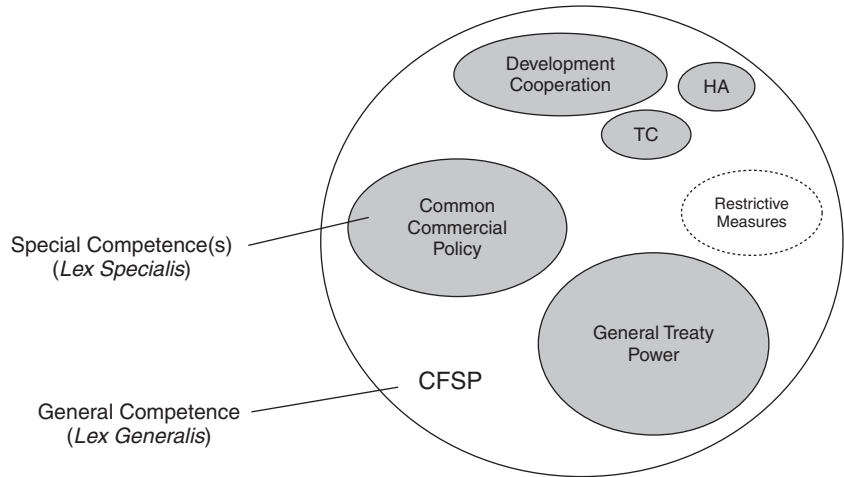 Development
Cooperation
HA
TC
Restrictive
Measures
Common
Commercial
Policy
Special Competence(s)
(Lex Specialis)
General Treaty
Power
CFSP
General Competence
(Lex Generalis)